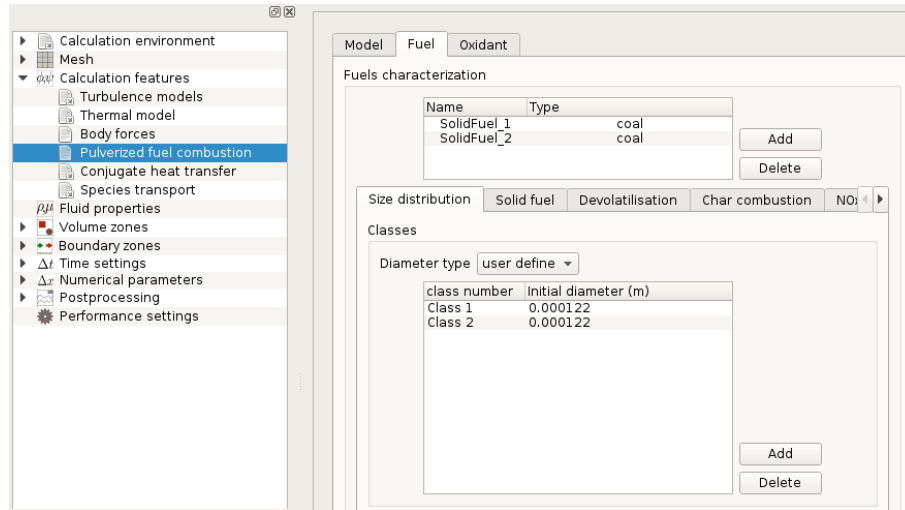 Calculation environment
Mesh
Calculation features
Turbulence models
Thermal model
Body forces
Pulverized fuel combustion
Conjugate heat transfer
Species transport
ρ,μ Fluid properties
Volume zones
Boundary zones
Δt Time settings
Δx Numerical parameters
Postprocessing
Performance settings
Model Fuel Oxidant
Fuels characterization
Name Type
SolidFuel_1 coal
SolidFuel_2 coal
Add
Delete
Size distribution Solid fuel Devolatilisation Char combustion
Classes
Diameter type user define
class number Initial diameter (m)
Class 1 0.000122
Class 2 0.000122
Add
Delete